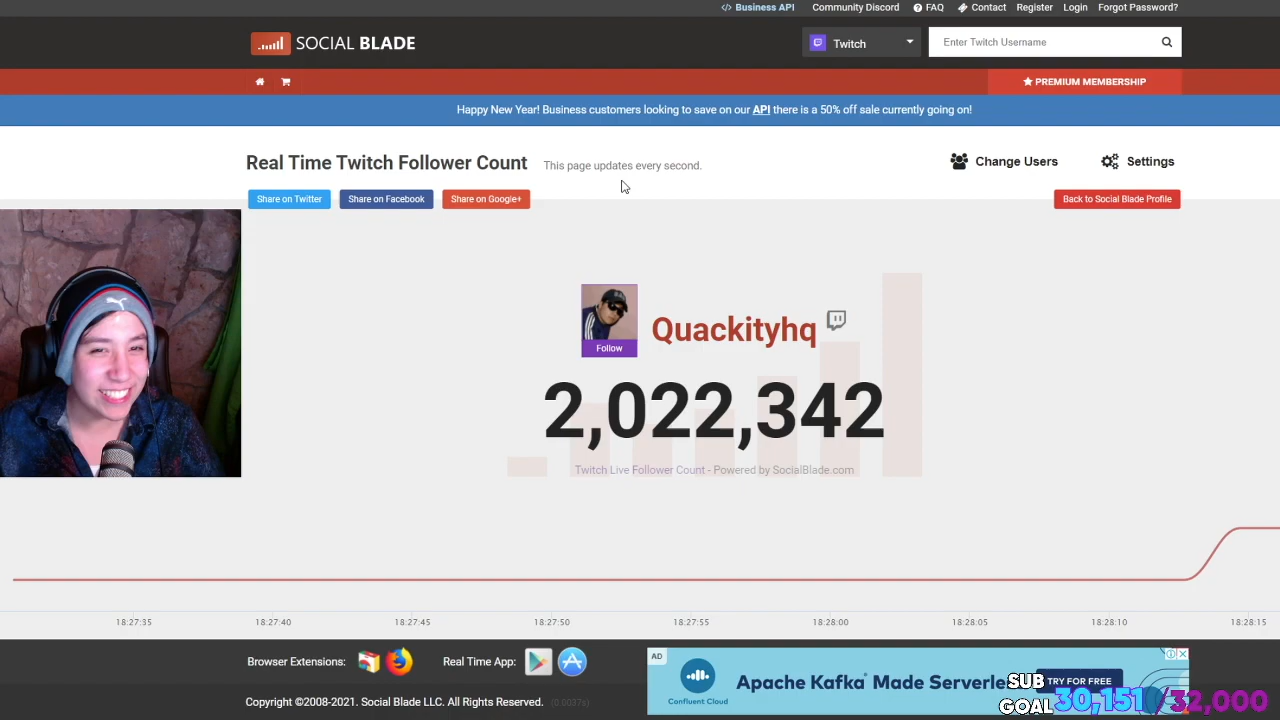 Business API Community Discord FAQ Contact Register Login Forgot Password?
SOCIAL BLADE Twitch Enter Twitch Username
PREMIUM MEMBERSHIP
Happy New Year! Business customers looking to save on our API there is a 50% off sale currently going on!
Real Time Twitch Follower Count This page updates every second. Change Users Settings
Share on Twitter Share on Facebook Share on Google+ Back to Social Blade Profile
Quackityhq
Follow
2,022,342
Twitch Live Follower Count - Powered by SocialBlade.com
18:27:35 18:27:40 18:27:45 18:27:50 18:27:55 18:28:00 18:28:05 18:28:10 18:28:15
Browser Extensions: Real Time App: AD
Apache Kafka® Made Serverle TRY FOR FREE
Confluent Cloud
Copyright ©2008-2021. Social Blade LLC. All Rights Reserved. (0.0037s)
SUB
GOAL 30,151/32,000